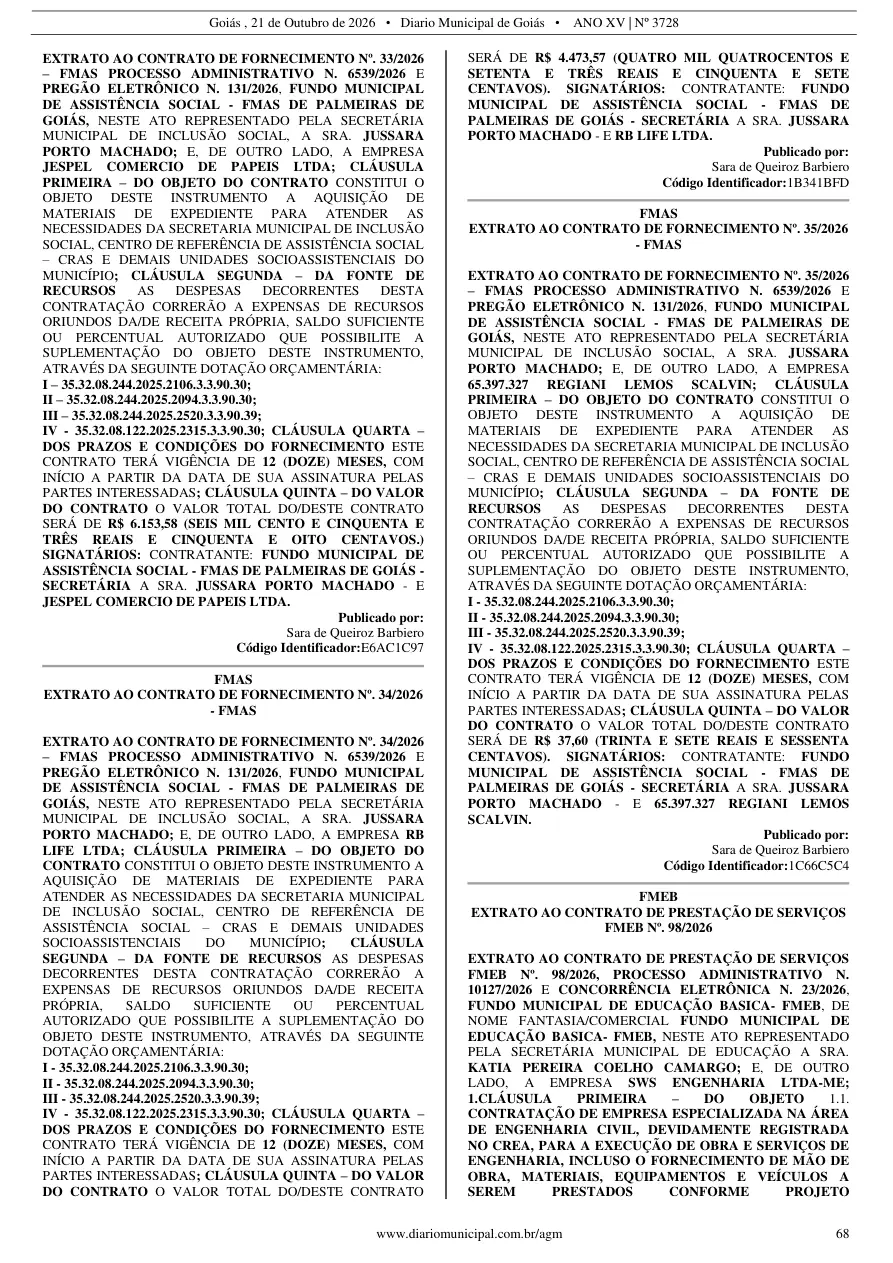 Goiás , 21 de Outubro de 2026 • Diario Municipal de Goiás • ANO XV | Nº 3728
EXTRATO AO CONTRATO DE FORNECIMENTO Nº. 33/2026
– FMAS PROCESSO ADMINISTRATIVO N. 6539/2026 E
PREGÃO ELETRÔNICO N. 131/2026, FUNDO MUNICIPAL
DE ASSISTÊNCIA SOCIAL - FMAS DE PALMEIRAS DE
GOIÁS, NESTE ATO REPRESENTADO PELA SECRETÁRIA
MUNICIPAL DE INCLUSÃO SOCIAL, A SRA. JUSSARA
PORTO MACHADO; E, DE OUTRO LADO, A EMPRESA
JESPEL COMERCIO DE PAPEIS LTDA; CLÁUSULA
PRIMEIRA – DO OBJETO DO CONTRATO CONSTITUI O
OBJETO DESTE INSTRUMENTO A AQUISIÇÃO DE
MATERIAIS DE EXPEDIENTE PARA ATENDER AS
NECESSIDADES DA SECRETARIA MUNICIPAL DE INCLUSÃO
SOCIAL, CENTRO DE REFERÊNCIA DE ASSISTÊNCIA SOCIAL
– CRAS E DEMAIS UNIDADES SOCIOASSISTENCIAIS DO
MUNICÍPIO; CLÁUSULA SEGUNDA – DA FONTE DE
RECURSOS AS DESPESAS DECORRENTES DESTA
CONTRATAÇÃO CORRERÃO A EXPENSAS DE RECURSOS
ORIUNDOS DA/DE RECEITA PRÓPRIA, SALDO SUFICIENTE
OU PERCENTUAL AUTORIZADO QUE POSSIBILITE A
SUPLEMENTAÇÃO DO OBJETO DESTE INSTRUMENTO,
ATRAVÉS DA SEGUINTE DOTAÇÃO ORÇAMENTÁRIA:
I – 35.32.08.244.2025.2106.3.3.90.30;
II – 35.32.08.244.2025.2094.3.3.90.30;
III – 35.32.08.244.2025.2520.3.3.90.39;
IV - 35.32.08.122.2025.2315.3.3.90.30; CLÁUSULA QUARTA –
DOS PRAZOS E CONDIÇÕES DO FORNECIMENTO ESTE
CONTRATO TERÁ VIGÊNCIA DE 12 (DOZE) MESES, COM
INÍCIO A PARTIR DA DATA DE SUA ASSINATURA PELAS
PARTES INTERESSADAS; CLÁUSULA QUINTA – DO VALOR
DO CONTRATO O VALOR TOTAL DO/DESTE CONTRATO
SERÁ DE R$ 6.153,58 (SEIS MIL CENTO E CINQUENTA E
TRÊS REAIS E CINQUENTA E OITO CENTAVOS.)
SIGNATÁRIOS: CONTRATANTE: FUNDO MUNICIPAL DE
ASSISTÊNCIA SOCIAL - FMAS DE PALMEIRAS DE GOIÁS -
SECRETÁRIA A SRA. JUSSARA PORTO MACHADO - E
JESPEL COMERCIO DE PAPEIS LTDA.
Publicado por:
Sara de Queiroz Barbiero
Código Identificador:E6AC1C97
FMAS
EXTRATO AO CONTRATO DE FORNECIMENTO Nº. 34/2026
- FMAS
EXTRATO AO CONTRATO DE FORNECIMENTO Nº. 34/2026
– FMAS PROCESSO ADMINISTRATIVO N. 6539/2026 E
PREGÃO ELETRÔNICO N. 131/2026, FUNDO MUNICIPAL
DE ASSISTÊNCIA SOCIAL - FMAS DE PALMEIRAS DE
GOIÁS, NESTE ATO REPRESENTADO PELA SECRETÁRIA
MUNICIPAL DE INCLUSÃO SOCIAL, A SRA. JUSSARA
PORTO MACHADO; E, DE OUTRO LADO, A EMPRESA RB
LIFE LTDA; CLÁUSULA PRIMEIRA – DO OBJETO DO
CONTRATO CONSTITUI O OBJETO DESTE INSTRUMENTO A
AQUISIÇÃO DE MATERIAIS DE EXPEDIENTE PARA
ATENDER AS NECESSIDADES DA SECRETARIA MUNICIPAL
DE INCLUSÃO SOCIAL, CENTRO DE REFERÊNCIA DE
ASSISTÊNCIA SOCIAL – CRAS E DEMAIS UNIDADES
SOCIOASSISTENCIAIS DO MUNICÍPIO; CLÁUSULA
SEGUNDA – DA FONTE DE RECURSOS AS DESPESAS
DECORRENTES DESTA CONTRATAÇÃO CORRERÃO A
EXPENSAS DE RECURSOS ORIUNDOS DA/DE RECEITA
PRÓPRIA, SALDO SUFICIENTE OU PERCENTUAL
AUTORIZADO QUE POSSIBILITE A SUPLEMENTAÇÃO DO
OBJETO DESTE INSTRUMENTO, ATRAVÉS DA SEGUINTE
DOTAÇÃO ORÇAMENTÁRIA:
I - 35.32.08.244.2025.2106.3.3.90.30;
II - 35.32.08.244.2025.2094.3.3.90.30;
III - 35.32.08.244.2025.2520.3.3.90.39;
IV - 35.32.08.122.2025.2315.3.3.90.30; CLÁUSULA QUARTA –
DOS PRAZOS E CONDIÇÕES DO FORNECIMENTO ESTE
CONTRATO TERÁ VIGÊNCIA DE 12 (DOZE) MESES, COM
INÍCIO A PARTIR DA DATA DE SUA ASSINATURA PELAS
PARTES INTERESSADAS; CLÁUSULA QUINTA – DO VALOR
DO CONTRATO O VALOR TOTAL DO/DESTE CONTRATO
SERÁ DE R$ 4.473,57 (QUATRO MIL QUATROCENTOS E
SETENTA E TRÊS REAIS E CINQUENTA E SETE
CENTAVOS). SIGNATÁRIOS: CONTRATANTE: FUNDO
MUNICIPAL DE ASSISTÊNCIA SOCIAL - FMAS DE
PALMEIRAS DE GOIÁS - SECRETÁRIA A SRA. JUSSARA
PORTO MACHADO - E RB LIFE LTDA.
Publicado por:
Sara de Queiroz Barbiero
Código Identificador:1B341BFD
FMAS
EXTRATO AO CONTRATO DE FORNECIMENTO Nº. 35/2026
- FMAS
EXTRATO AO CONTRATO DE FORNECIMENTO Nº. 35/2026
– FMAS PROCESSO ADMINISTRATIVO N. 6539/2026 E
PREGÃO ELETRÔNICO N. 131/2026, FUNDO MUNICIPAL
DE ASSISTÊNCIA SOCIAL - FMAS DE PALMEIRAS DE
GOIÁS, NESTE ATO REPRESENTADO PELA SECRETÁRIA
MUNICIPAL DE INCLUSÃO SOCIAL, A SRA. JUSSARA
PORTO MACHADO; E, DE OUTRO LADO, A EMPRESA
65.397.327 REGIANI LEMOS SCALVIN; CLÁUSULA
PRIMEIRA – DO OBJETO DO CONTRATO CONSTITUI O
OBJETO DESTE INSTRUMENTO A AQUISIÇÃO DE
MATERIAIS DE EXPEDIENTE PARA ATENDER AS
NECESSIDADES DA SECRETARIA MUNICIPAL DE INCLUSÃO
SOCIAL, CENTRO DE REFERÊNCIA DE ASSISTÊNCIA SOCIAL
– CRAS E DEMAIS UNIDADES SOCIOASSISTENCIAIS DO
MUNICÍPIO; CLÁUSULA SEGUNDA – DA FONTE DE
RECURSOS AS DESPESAS DECORRENTES DESTA
CONTRATAÇÃO CORRERÃO A EXPENSAS DE RECURSOS
ORIUNDOS DA/DE RECEITA PRÓPRIA, SALDO SUFICIENTE
OU PERCENTUAL AUTORIZADO QUE POSSIBILITE A
SUPLEMENTAÇÃO DO OBJETO DESTE INSTRUMENTO,
ATRAVÉS DA SEGUINTE DOTAÇÃO ORÇAMENTÁRIA:
I - 35.32.08.244.2025.2106.3.3.90.30;
II - 35.32.08.244.2025.2094.3.3.90.30;
III - 35.32.08.244.2025.2520.3.3.90.39;
IV - 35.32.08.122.2025.2315.3.3.90.30; CLÁUSULA QUARTA –
DOS PRAZOS E CONDIÇÕES DO FORNECIMENTO ESTE
CONTRATO TERÁ VIGÊNCIA DE 12 (DOZE) MESES, COM
INÍCIO A PARTIR DA DATA DE SUA ASSINATURA PELAS
PARTES INTERESSADAS; CLÁUSULA QUINTA – DO VALOR
DO CONTRATO O VALOR TOTAL DO/DESTE CONTRATO
SERÁ DE R$ 37,60 (TRINTA E SETE REAIS E SESSENTA
CENTAVOS). SIGNATÁRIOS: CONTRATANTE: FUNDO
MUNICIPAL DE ASSISTÊNCIA SOCIAL - FMAS DE
PALMEIRAS DE GOIÁS - SECRETÁRIA A SRA. JUSSARA
PORTO MACHADO - E 65.397.327 REGIANI LEMOS
SCALVIN.
Publicado por:
Sara de Queiroz Barbiero
Código Identificador:1C66C5C4
FMEB
EXTRATO AO CONTRATO DE PRESTAÇÃO DE SERVIÇOS
FMEB Nº. 98/2026
EXTRATO AO CONTRATO DE PRESTAÇÃO DE SERVIÇOS
FMEB Nº. 98/2026, PROCESSO ADMINISTRATIVO N.
10127/2026 E CONCORRÊNCIA ELETRÔNICA N. 23/2026,
FUNDO MUNICIPAL DE EDUCAÇÃO BASICA- FMEB, DE
NOME FANTASIA/COMERCIAL FUNDO MUNICIPAL DE
EDUCAÇÃO BASICA- FMEB, NESTE ATO REPRESENTADO
PELA SECRETÁRIA MUNICIPAL DE EDUCAÇÃO A SRA.
KATIA PEREIRA COELHO CAMARGO; E, DE OUTRO
LADO, A EMPRESA SWS ENGENHARIA LTDA-ME;
1.CLÁUSULA PRIMEIRA – DO OBJETO 1.1.
CONTRATAÇÃO DE EMPRESA ESPECIALIZADA NA ÁREA
DE ENGENHARIA CIVIL, DEVIDAMENTE REGISTRADA
NO CREA, PARA A EXECUÇÃO DE OBRA E SERVIÇOS DE
ENGENHARIA, INCLUSO O FORNECIMENTO DE MÃO DE
OBRA, MATERIAIS, EQUIPAMENTOS E VEÍCULOS A
SEREM PRESTADOS CONFORME PROJETO
www.diariomunicipal.com.br/agm
68